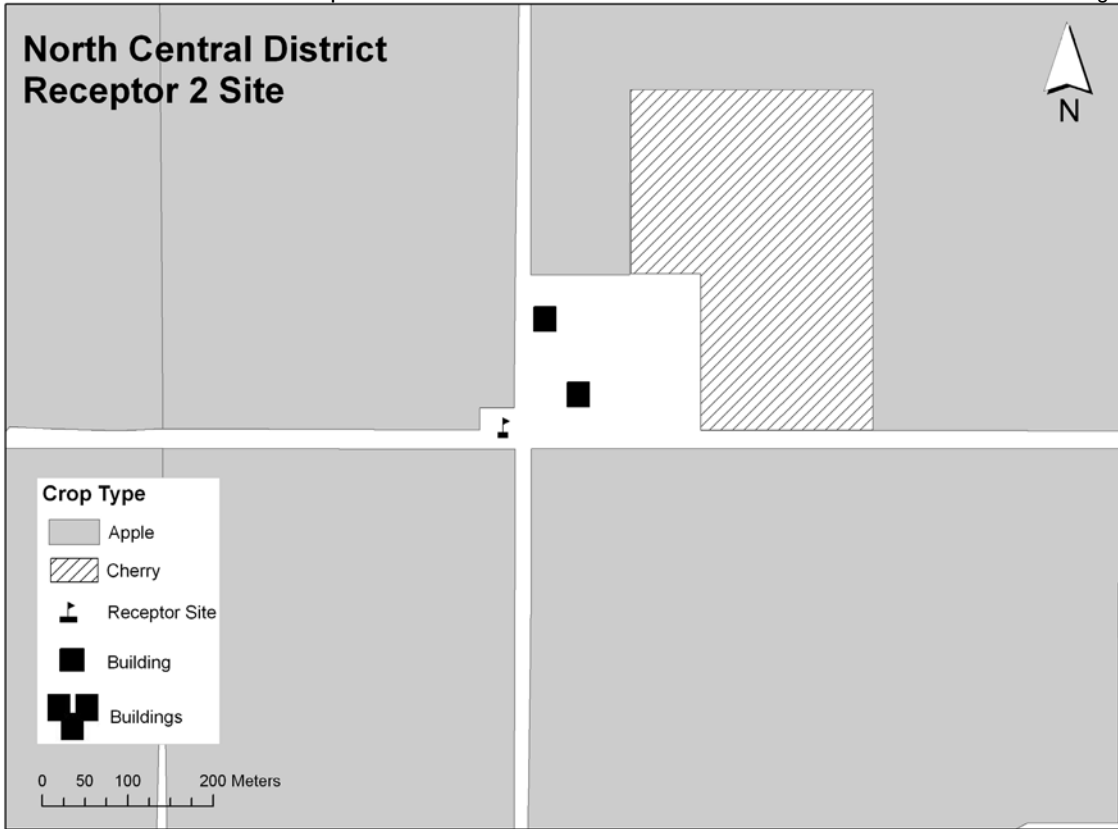 North Central District
Receptor 2 Site
N
Crop Type
Apple
Cherry
Receptor Site
Building
Buildings
0 50 100 200 Meters